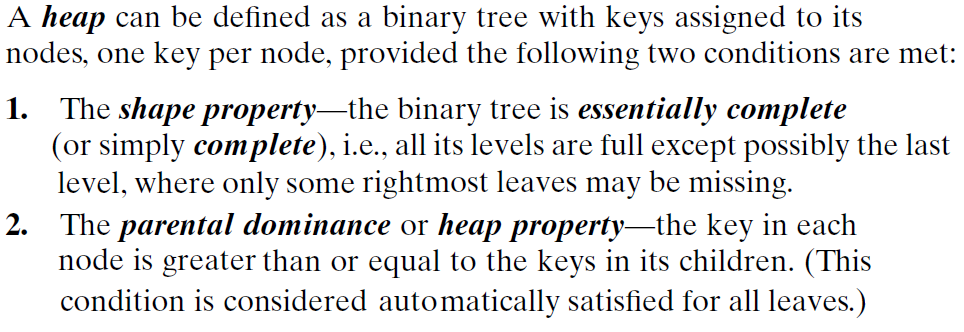 A heap can be defined as a binary tree with keys assigned to its
nodes, one key per node, provided the following two conditions are met:
1. The shape property—the binary tree is essentially complete
(or simply complete), i.e., all its levels are full except possibly the last
level, where only some rightmost leaves may be missing.
2. The parental dominance or heap property—the key in each
node is greater than or equal to the keys in its children. (This
condition is considered automatically satisfied for all leaves.)